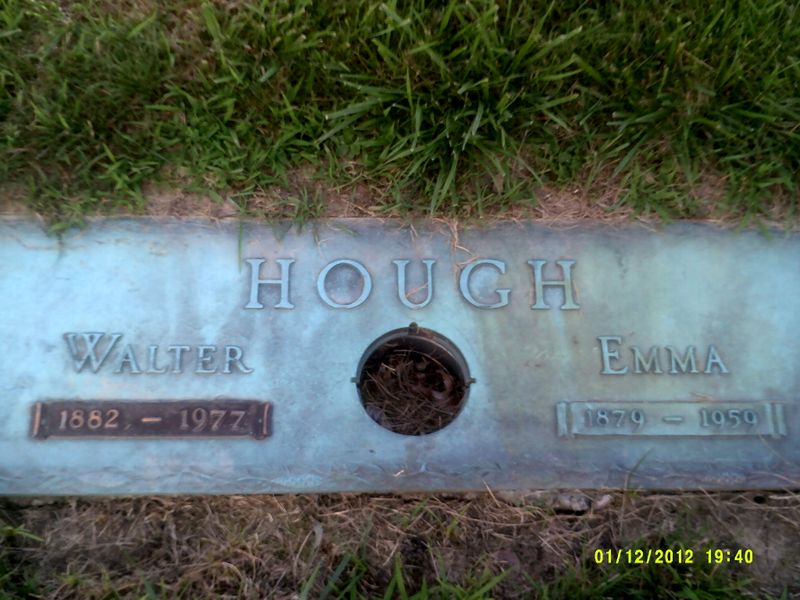 HOUGH
WALTER
EMMA
1882 - 1977
1879 - 1959
01/12/2012 19:40